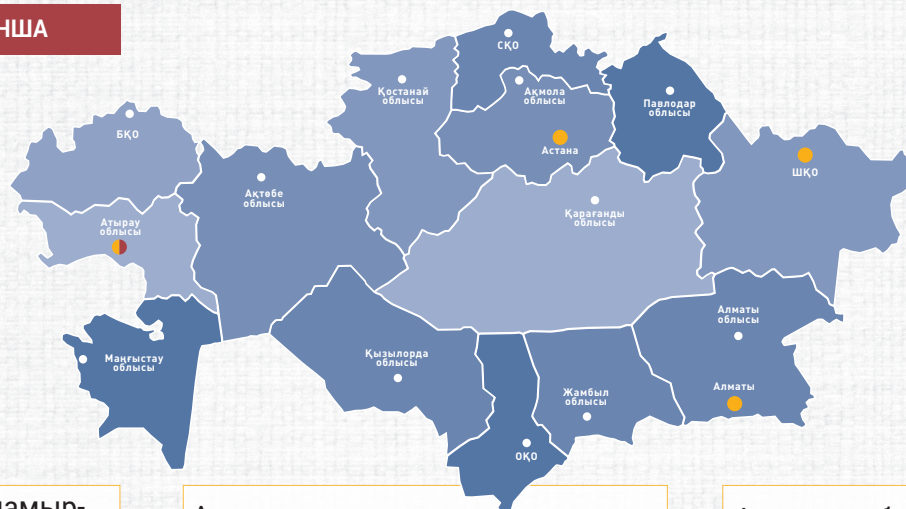 НША
СҚО
Қостанай
облысы
Ақмола
облысы
Павлодар
облысы
БҚО
Астана
ШҚО
Ақтөбе
облысы
Қарағанды
облысы
Атырау
облысы
Алматы
облысы
Маңғыстау
облысы
Қызылорда
облысы
Алматы
Жамбыл
облысы
ОҚО